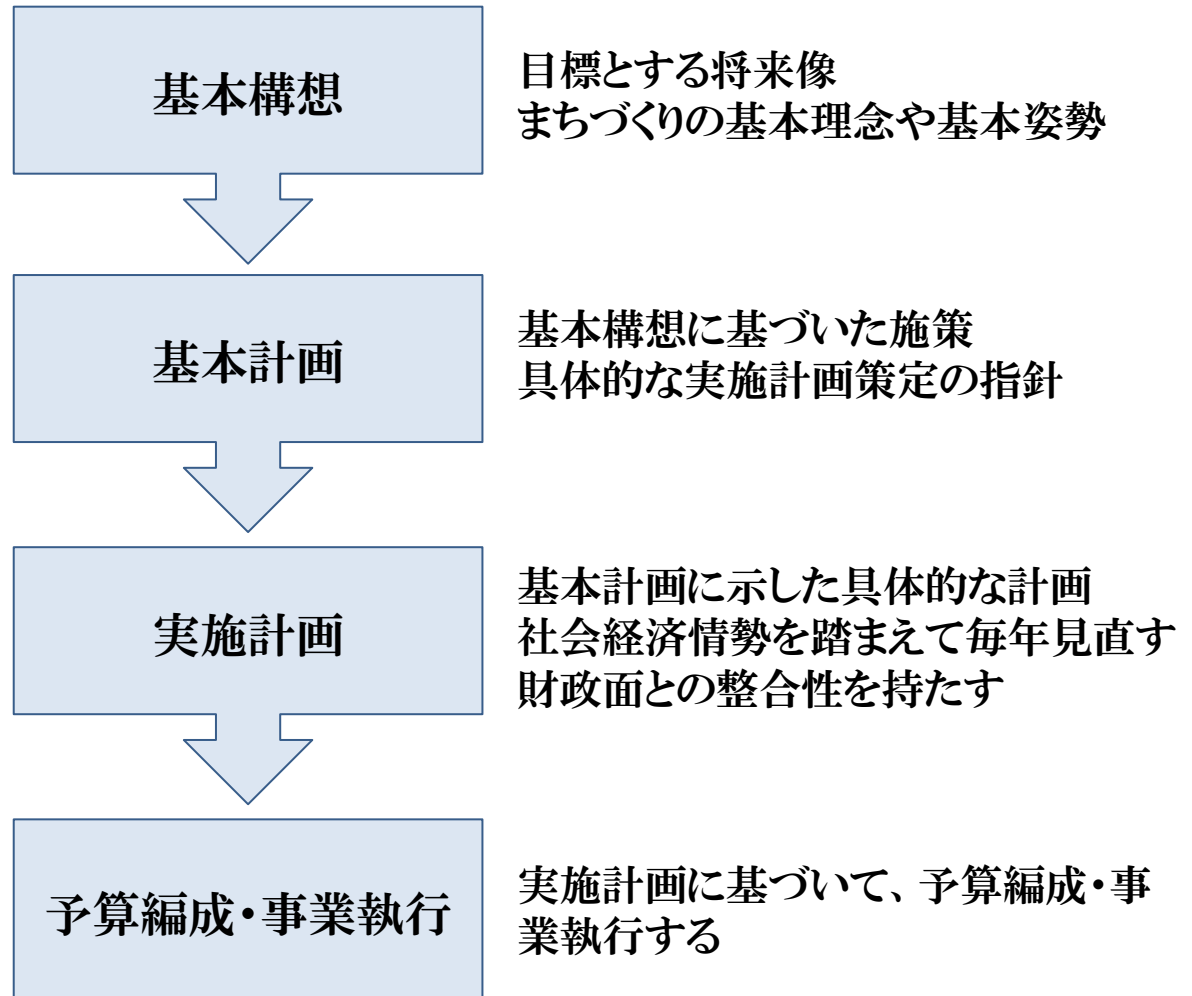 基本構想
目標とする将来像
まちづくりの基本理念や基本姿勢
基本計画
基本構想に基づいた施策
具体的な実施計画策定の指針
実施計画
基本計画に示した具体的な計画
社会経済情勢を踏まえて毎年見直す
財政面との整合性を持たす
予算編成・事業執行
実施計画に基づいて、予算編成・事
業執行する